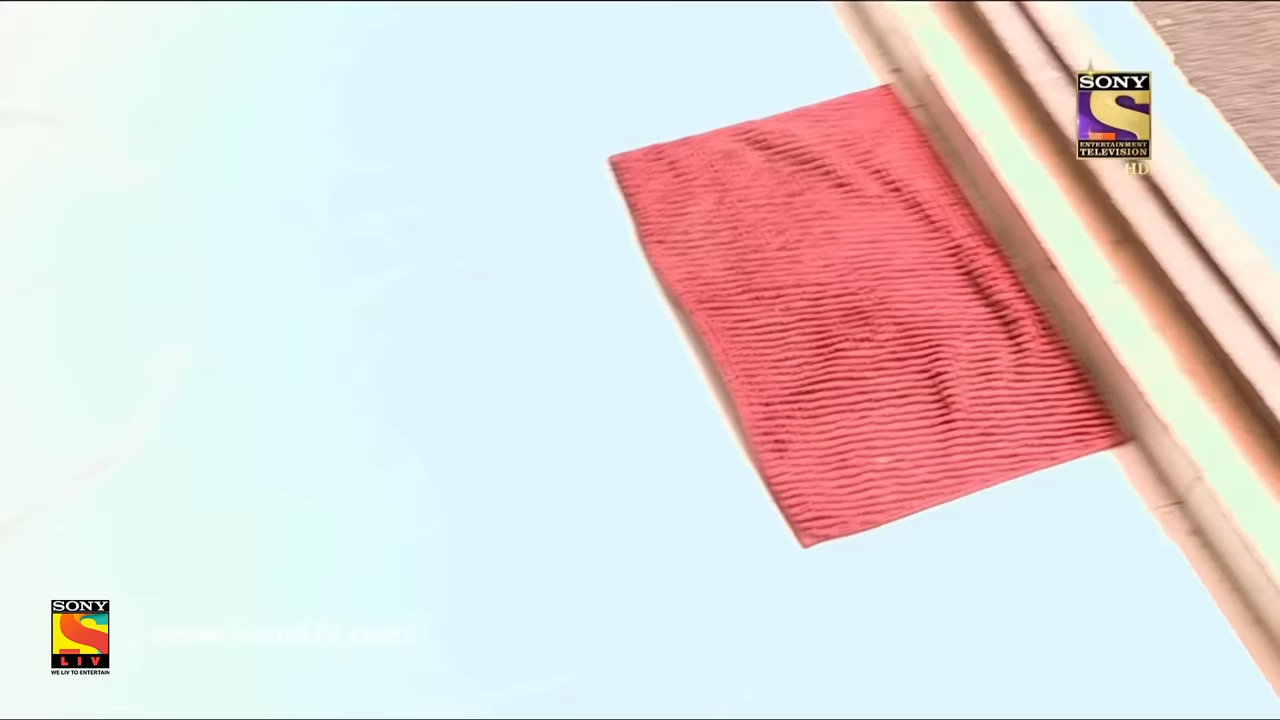 SONY
ENTERTAINMENT
TELEVISION
HD
SONY
LIV
WE LIV TO ENTERTAIN